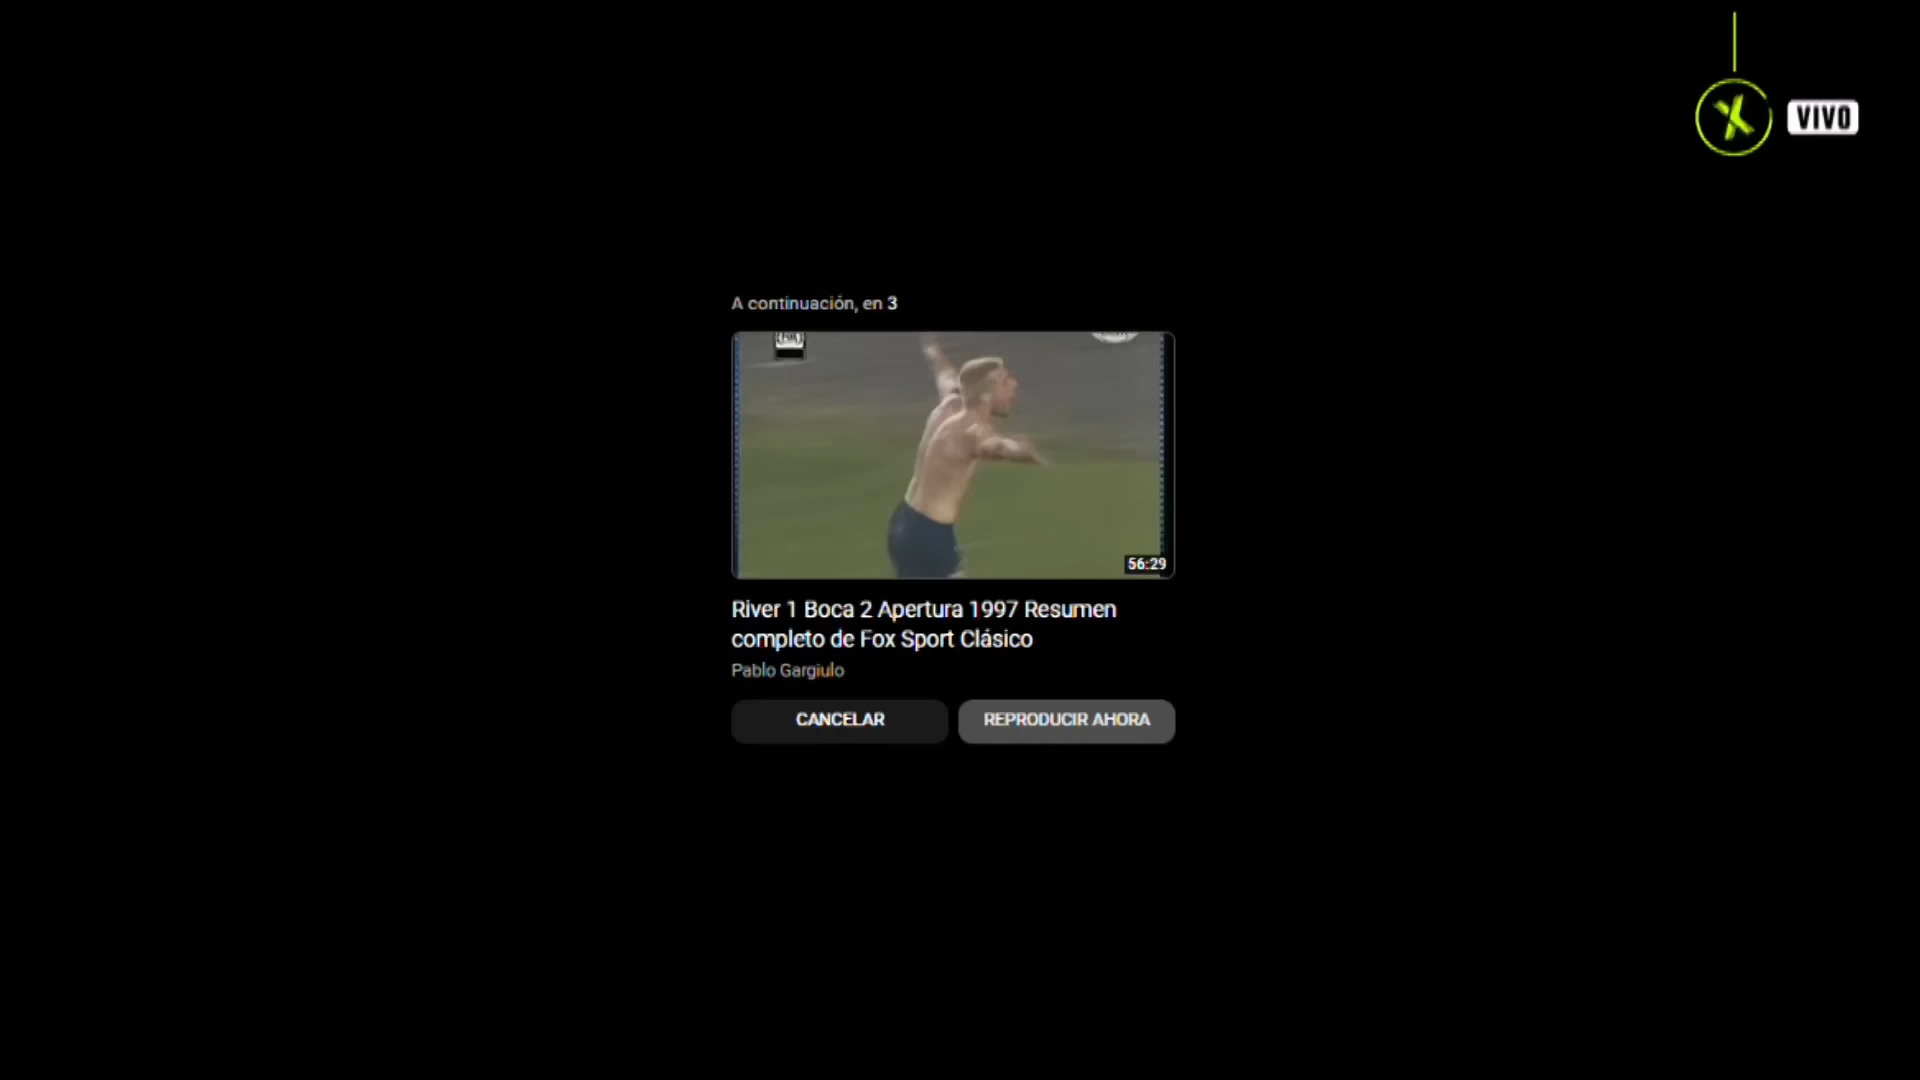 VIVO
A continuación, en 3
56:29
River 1 Boca 2 Apertura 1997 Resumen
completo de Fox Sport Clásico
Pablo Gargiulo
CANCELAR
REPRODUCIR AHORA